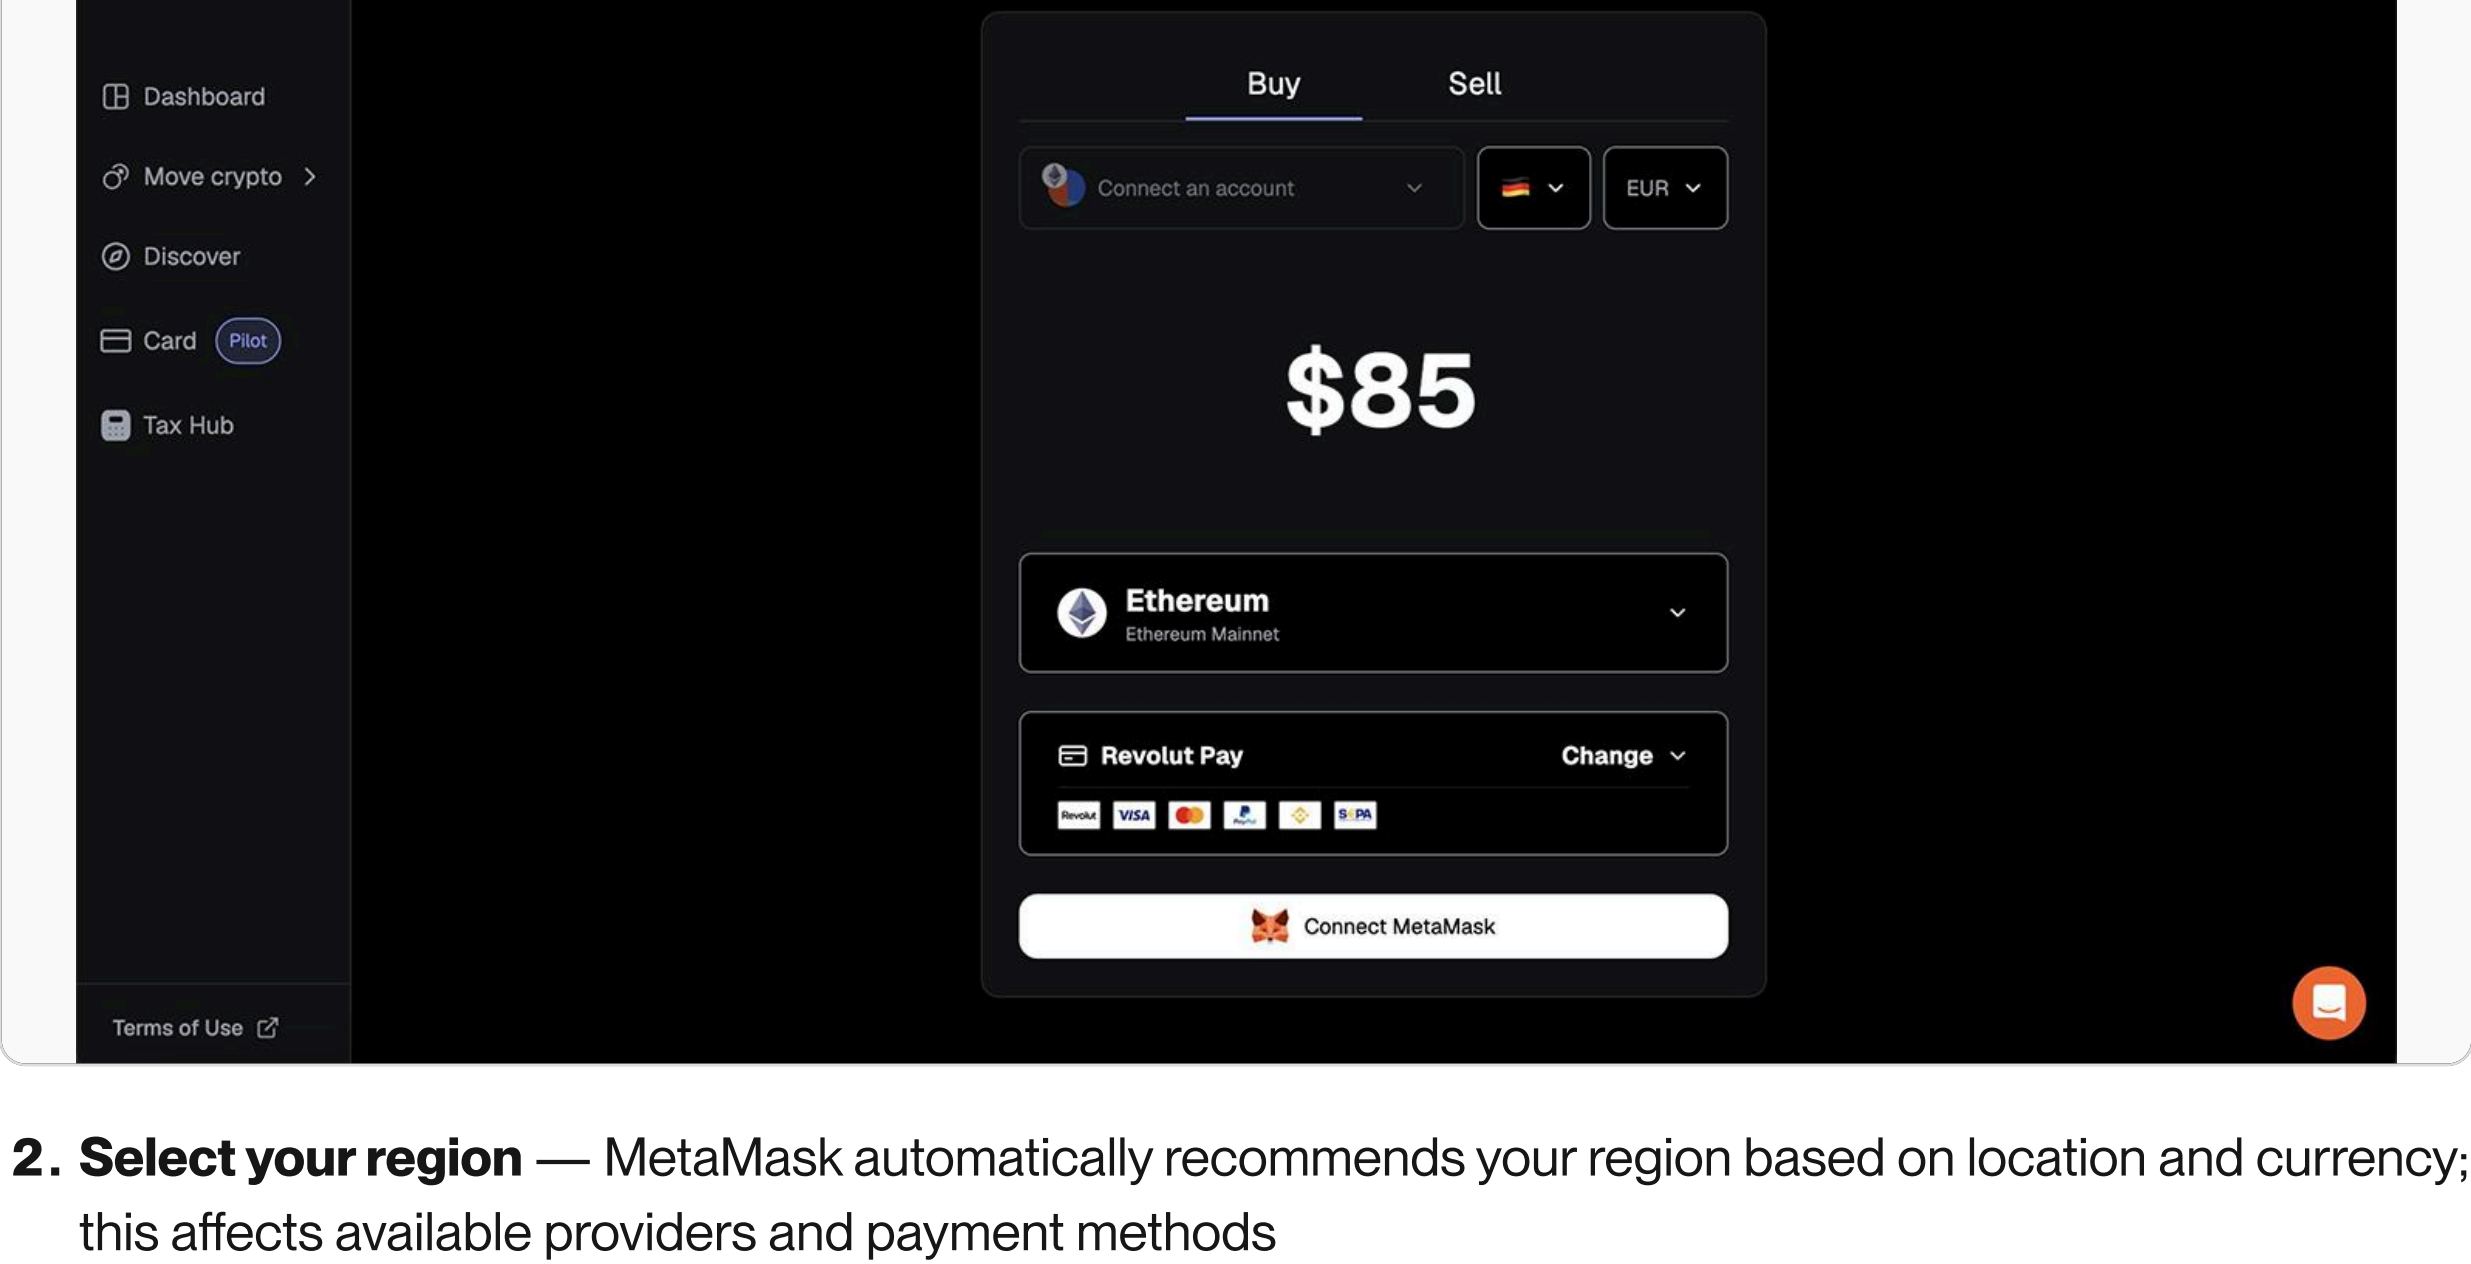 Dashboard
Move crypto
Discover
Card Pilot
Tax Hub
Terms of Use
Buy Sell
Connect an account EUR
$85
Ethereum
Ethereum Mainnet
Revolut Pay Change
Revolut VISA PayPal SEPA
Connect MetaMask
2. Select your region — MetaMask automatically recommends your region based on location and currency;
this affects available providers and payment methods